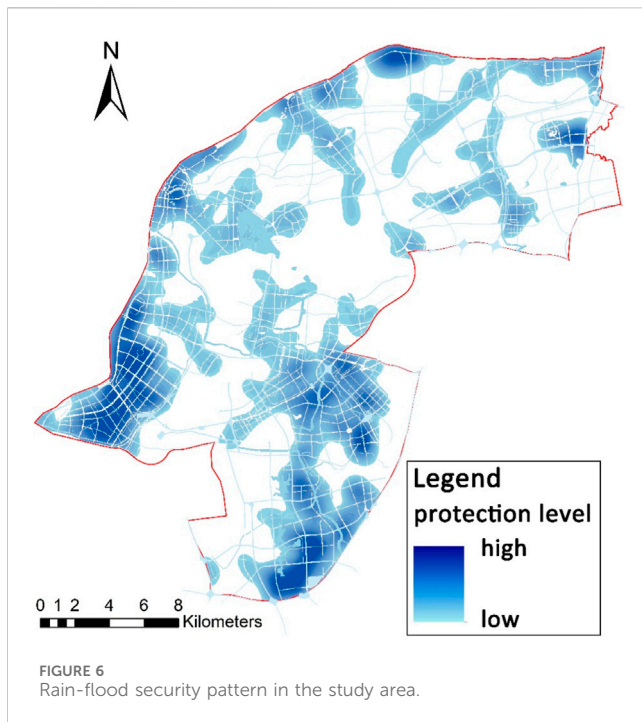 N
Legend
protection level
high
low
0 1 2 4 6 8
Kilometers
FIGURE 6
Rain-flood security pattern in the study area.